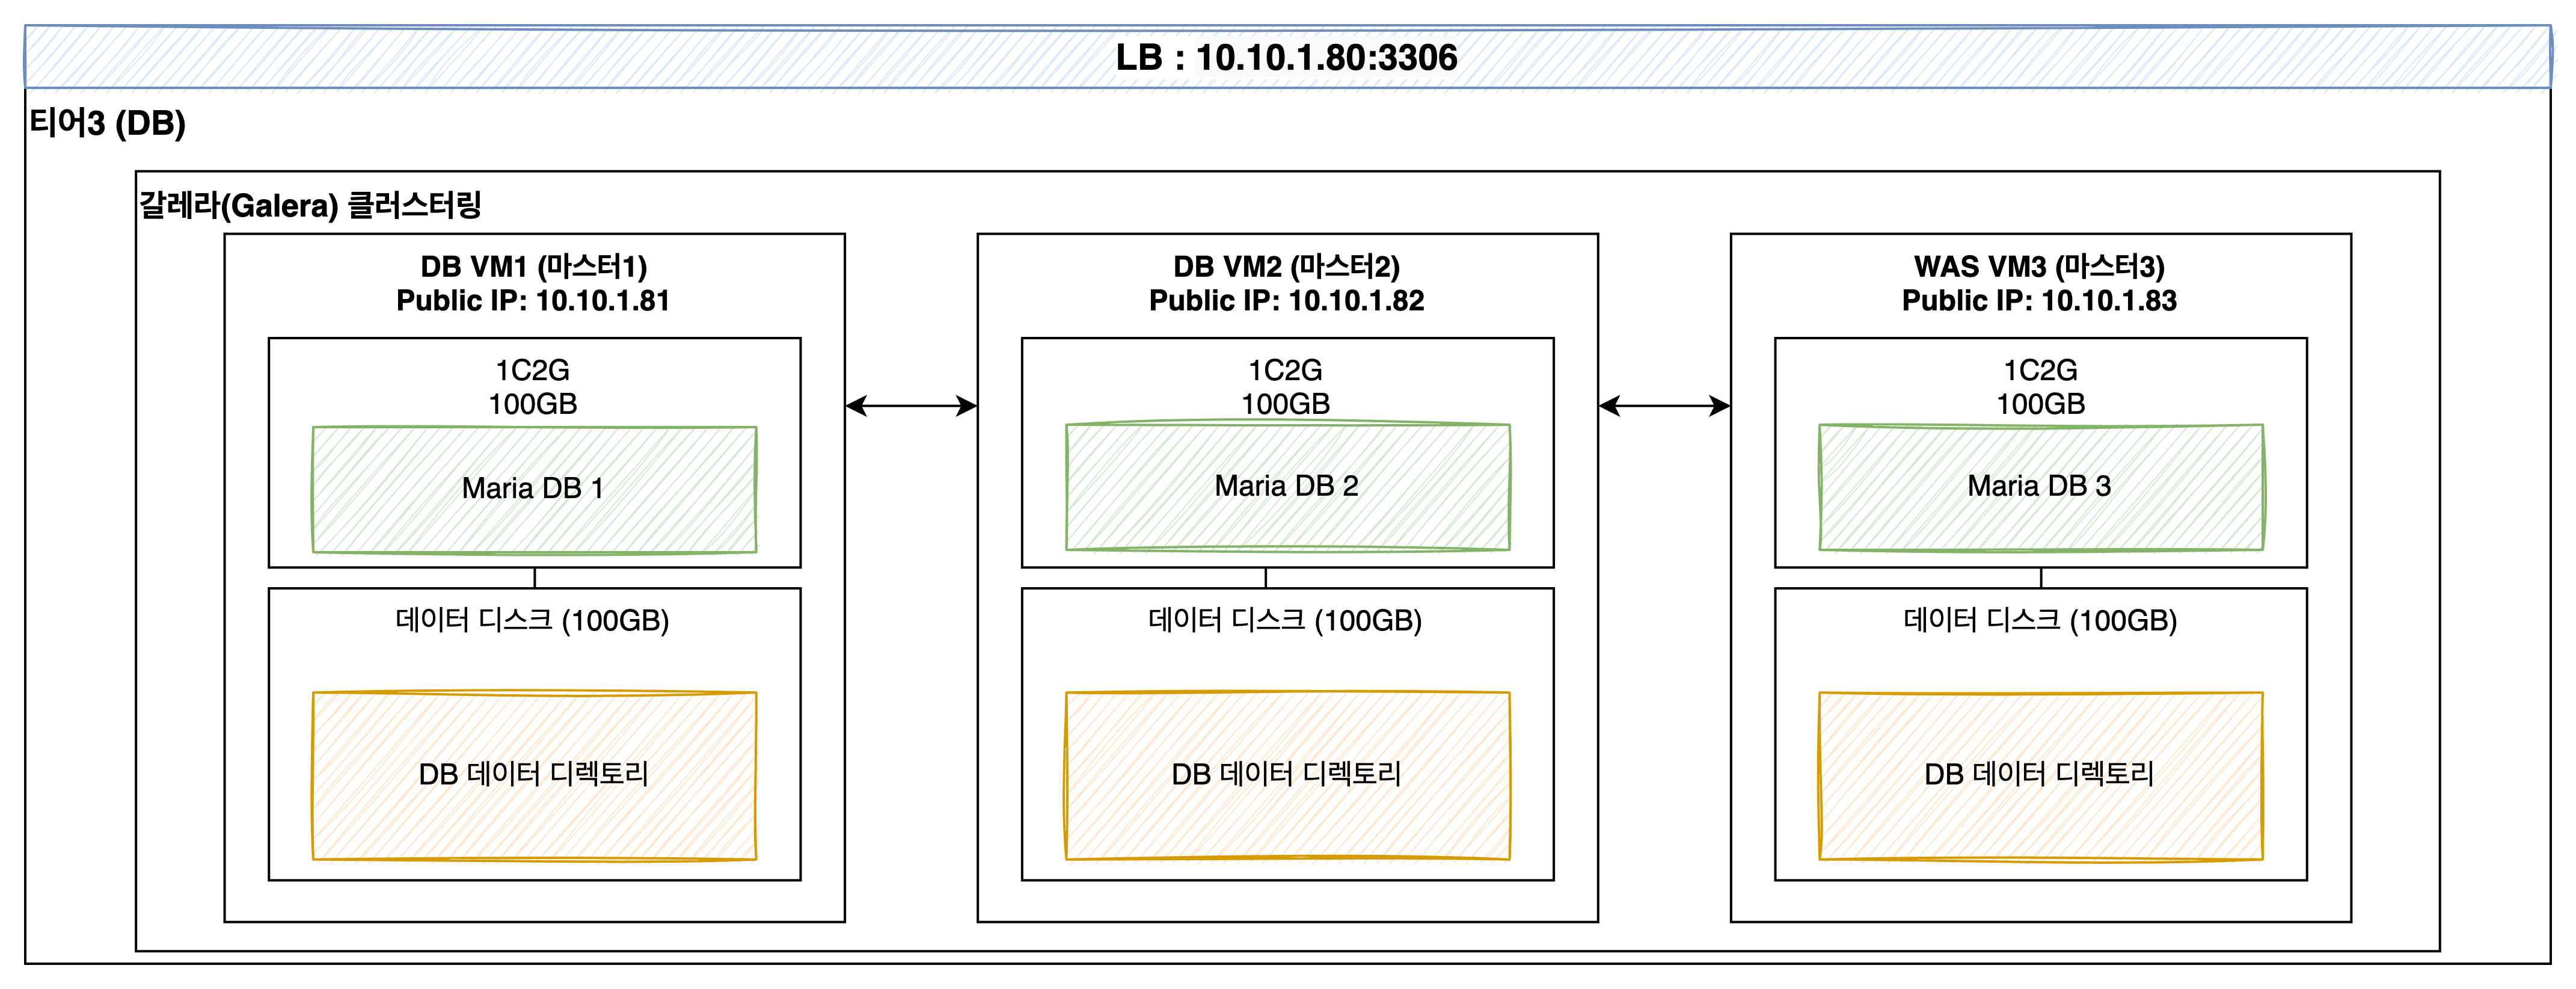 LB : 10.10.1.80:3306
티어3 (DB)
갈레라(Galera) 클러스터링
DB VM1 (마스터1)
Public IP: 10.10.1.81
1C2G
100GB
Maria DB 1
데이터 디스크 (100GB)
DB 데이터 디렉토리
DB VM2 (마스터2)
Public IP: 10.10.1.82
1C2G
100GB
Maria DB 2
데이터 디스크 (100GB)
DB 데이터 디렉토리
WAS VM3 (마스터3)
Public IP: 10.10.1.83
1C2G
100GB
Maria DB 3
데이터 디스크 (100GB)
DB 데이터 디렉토리